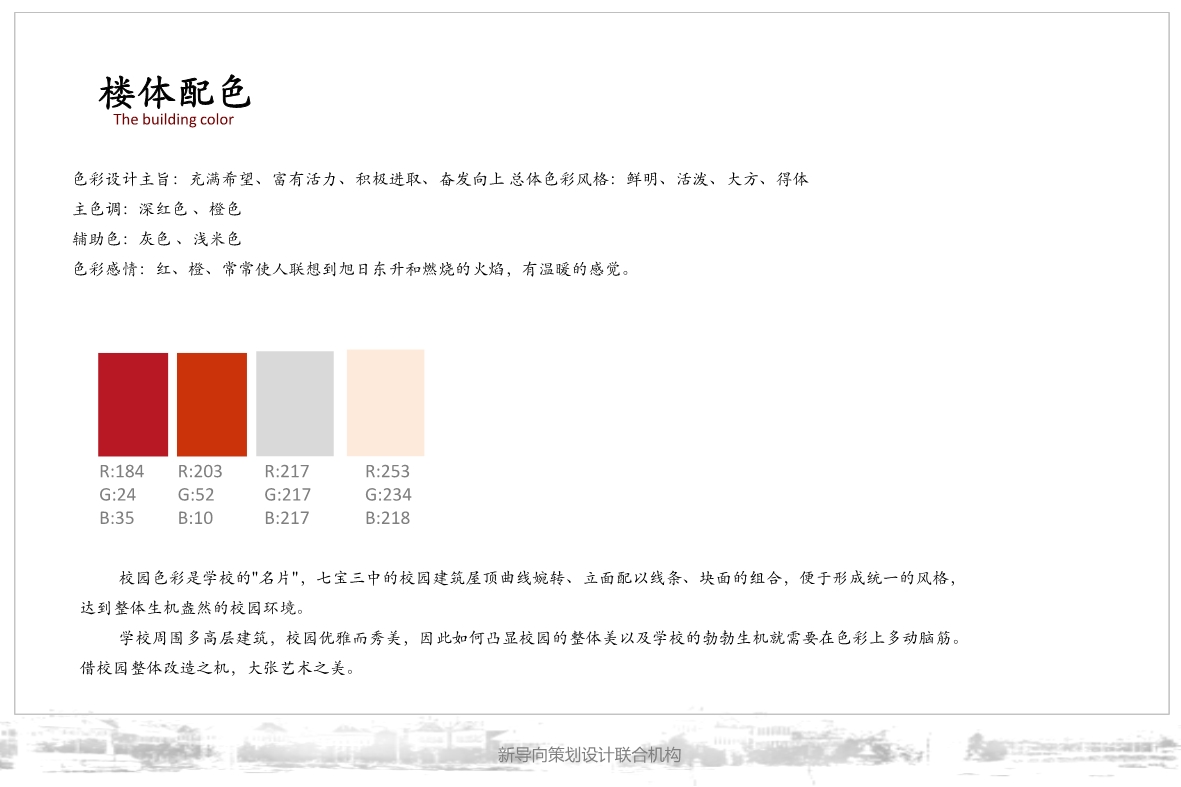 楼体配色
The building color
色彩设计主旨：充满希望、富有活力、积极进取、奋发向上 总体色彩风格：鲜明、活泼、大方、得体
主色调：深红色 、橙色
辅助色：灰色 、浅米色
色彩感情：红、橙、常常使人联想到旭日东升和燃烧的火焰，有温暖的感觉。
R:184 R:203 R:217 R:253
G:24 G:52 G:217 G:234
B:35 B:10 B:217 B:218
校园色彩是学校的"名片"，七宝三中的校园建筑屋顶曲线婉转、立面配以线条、块面的组合，便于形成统一的风格，
达到整体生机盎然的校园环境。
学校周围多高层建筑，校园优雅而秀美，因此如何凸显校园的整体美以及学校的勃勃生机就需要在色彩上多动脑筋。
借校园整体改造之机，大张艺术之美。
新导向策划设计联合机构